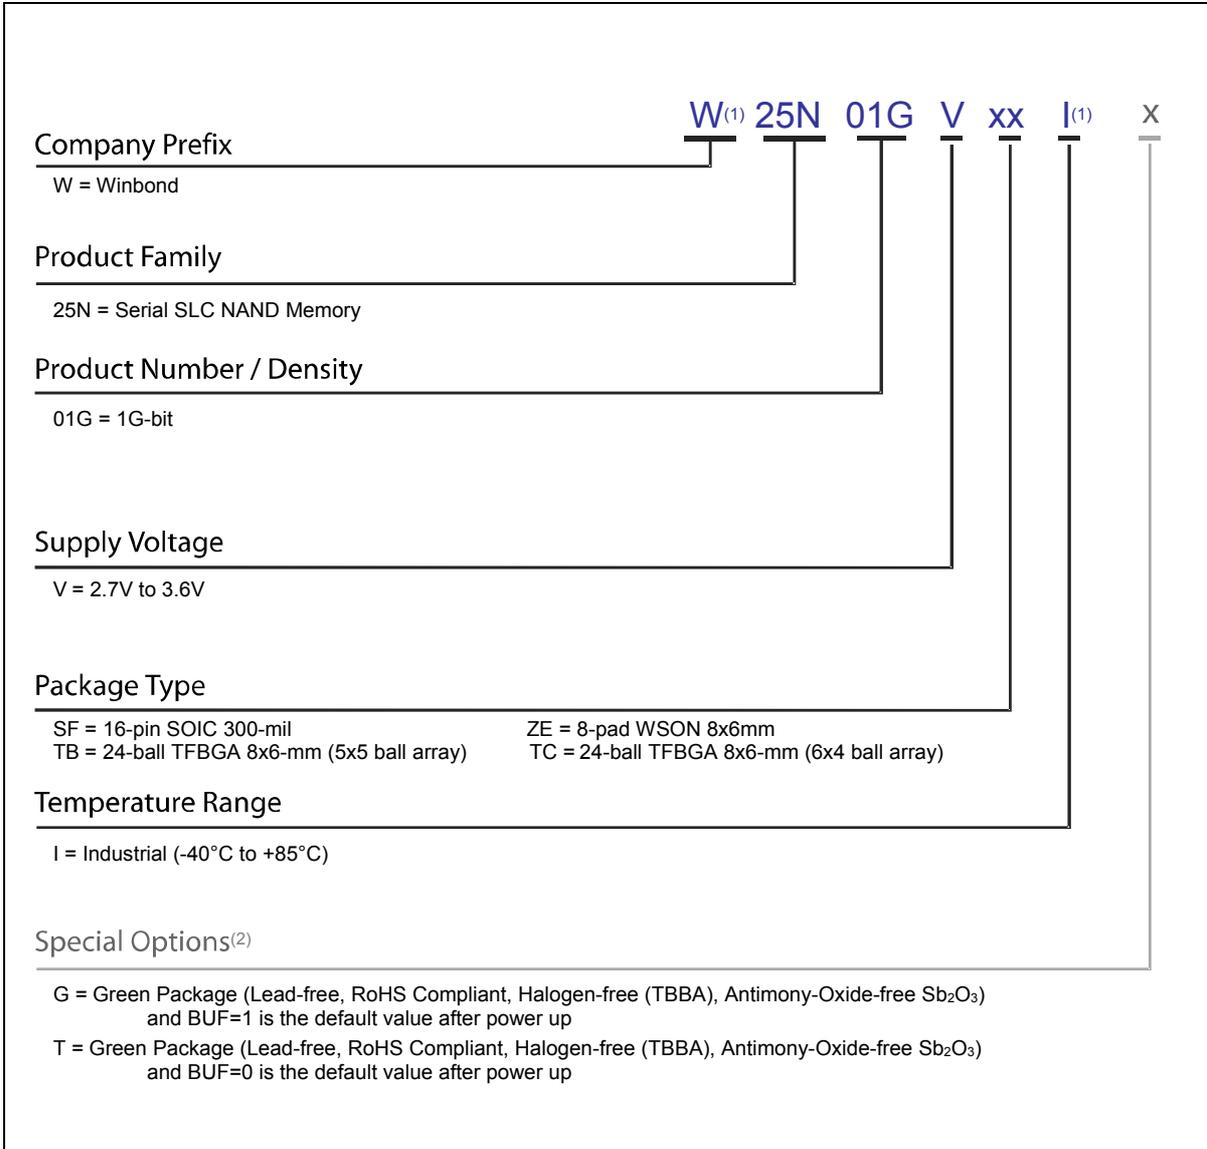 W(1) 25N 01G V xx I(1) x
Company Prefix
W = Winbond
Product Family
25N = Serial SLC NAND Memory
Product Number / Density
01G = 1G-bit
Supply Voltage
V = 2.7V to 3.6V
Package Type
SF = 16-pin SOIC 300-mil ZE = 8-pad WSON 8x6mm
TB = 24-ball TFBGA 8x6-mm (5x5 ball array) TC = 24-ball TFBGA 8x6-mm (6x4 ball array)
Temperature Range
I = Industrial (-40°C to +85°C)
Special Options(2)
G = Green Package (Lead-free, RoHS Compliant, Halogen-free (TBBA), Antimony-Oxide-free Sb₂O₃)
and BUF=1 is the default value after power up
T = Green Package (Lead-free, RoHS Compliant, Halogen-free (TBBA), Antimony-Oxide-free Sb₂O₃)
and BUF=0 is the default value after power up